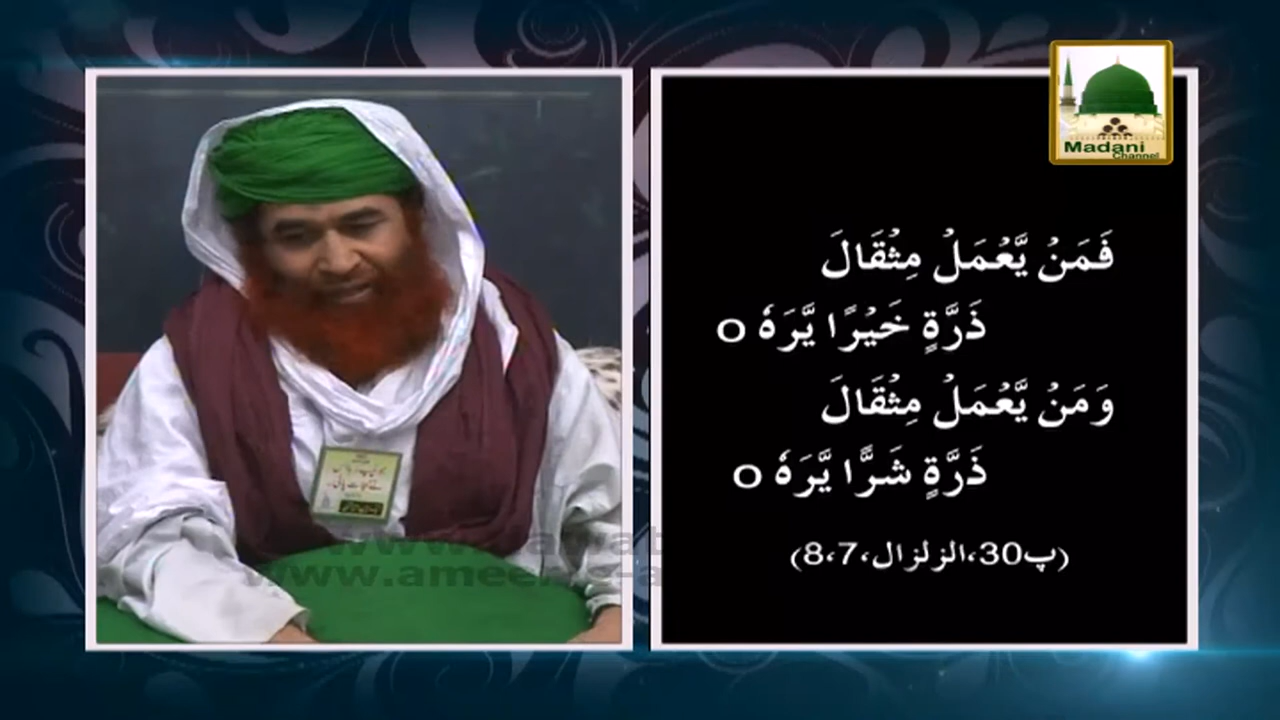 Madani
Channel
فَمَنْ يَّعْمَلْ مِثْقَالَ
ذَرَّةٍ خَيْرًا يَّرَهٗ ۝
وَمَنْ يَّعْمَلْ مِثْقَالَ
ذَرَّةٍ شَرًّا يَّرَهٗ ۝
(پ30،الزلزال،7،8)